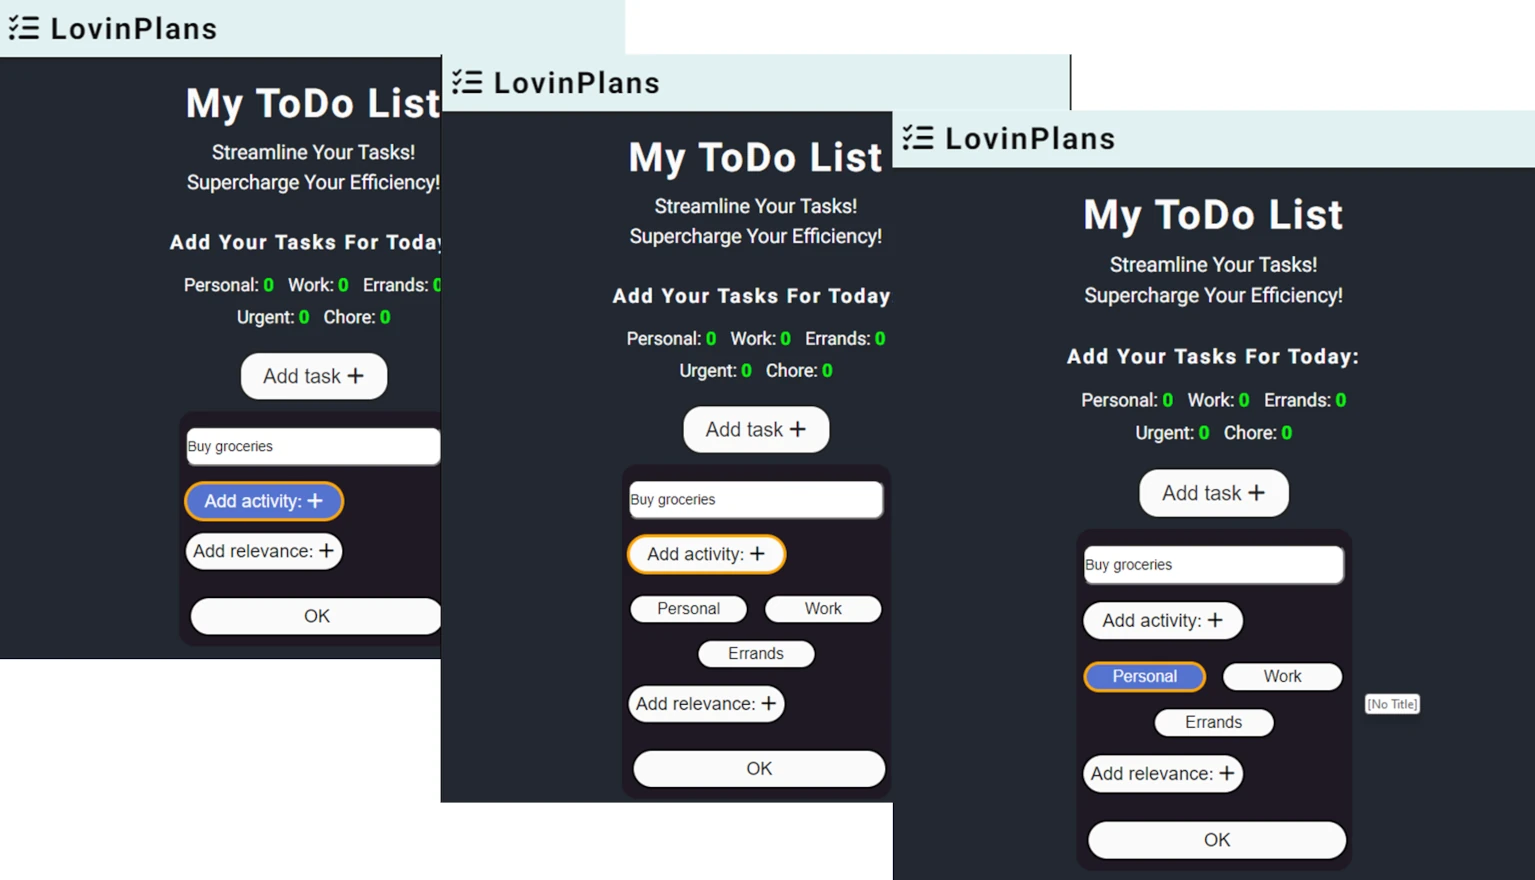 LovinPlans
My ToDo List
Streamline Your Tasks!
Supercharge Your Efficiency!
Add Your Tasks For Today
Personal: 0 Work: 0 Errands: 0
Urgent: 0 Chore: 0
Add task +
Buy groceries
Add activity: +
Add relevance: +
OK
LovinPlans
My ToDo List
Streamline Your Tasks!
Supercharge Your Efficiency!
Add Your Tasks For Today
Personal: 0 Work: 0 Errands: 0
Urgent: 0 Chore: 0
Add task +
Buy groceries
Add activity: +
Personal Work
Errands
Add relevance: +
OK
LovinPlans
My ToDo List
Streamline Your Tasks!
Supercharge Your Efficiency!
Add Your Tasks For Today:
Personal: 0 Work: 0 Errands: 0
Urgent: 0 Chore: 0
Add task +
Buy groceries
Add activity: +
Personal Work
[No Title]
Errands
Add relevance: +
OK